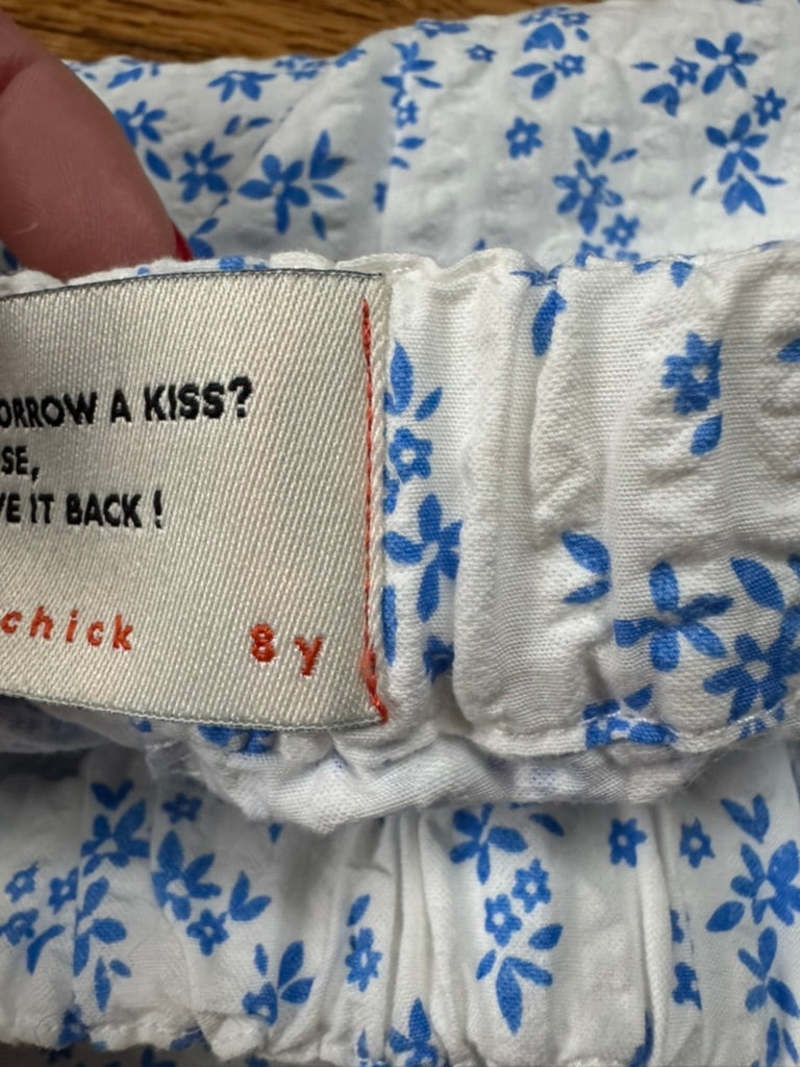 ORROW A KISS?
SE,
VE IT BACK !
chick 8 y